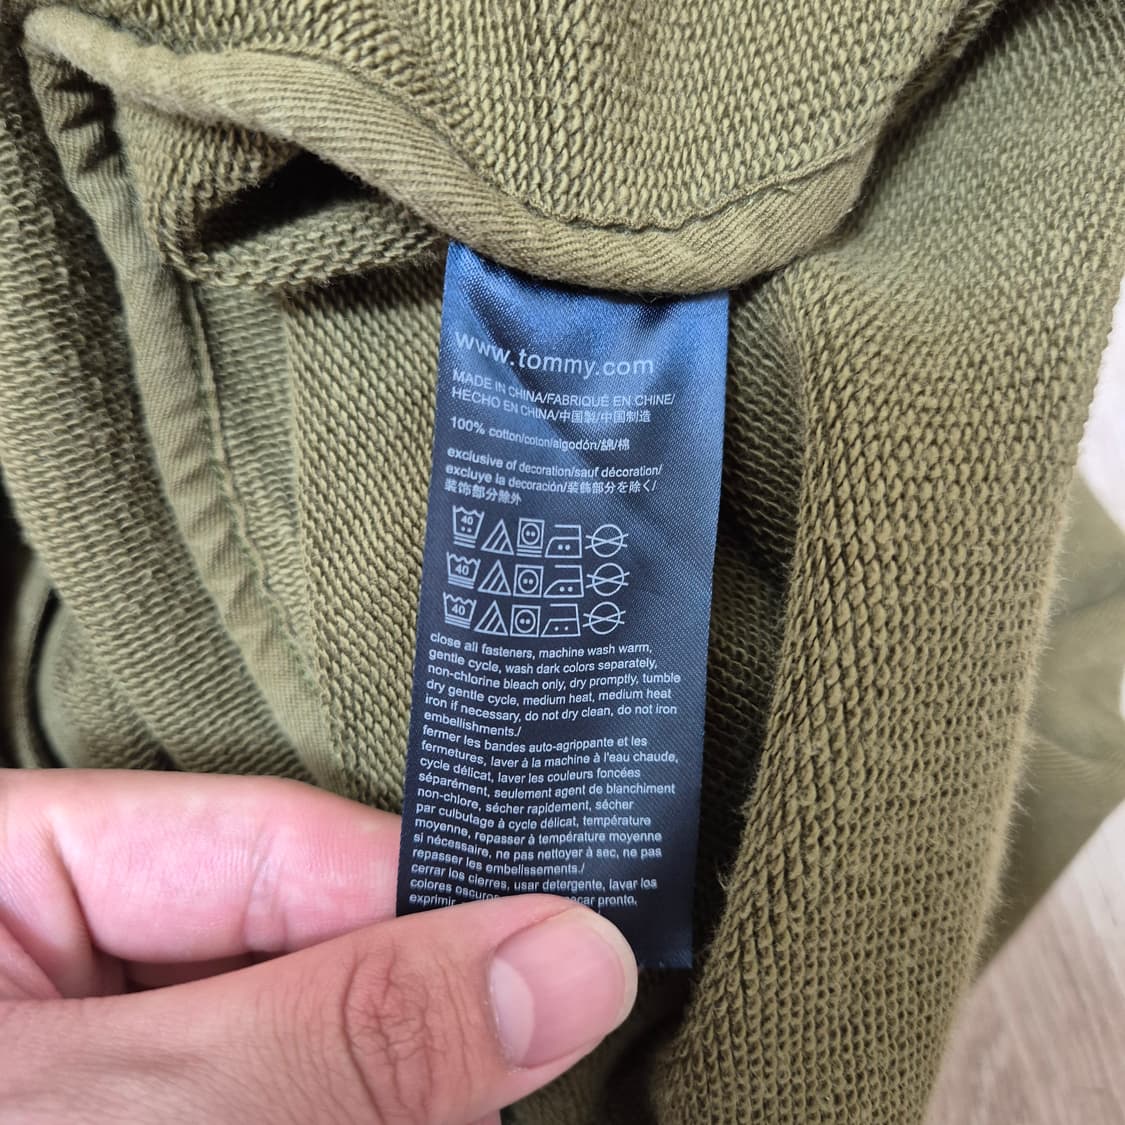 www.tommy.com
MADE IN CHINA/FABRIQUÉ EN CHINE/
HECHO EN CHINA/中国製/中国制造
100% cotton/coton/algodón/綿/棉
exclusive of decoration/sauf décoration/
excluye la decoración/装飾部分を除く/
装饰部分除外
40
40
40
close all fasteners, machine wash warm,
gentle cycle, wash dark colors separately,
non-chlorine bleach only, dry promptly, tumble
dry gentle cycle, medium heat, medium heat
iron if necessary, do not dry clean, do not iron
embellishments./
fermer les bandes auto-agrippante et les
fermetures, laver à la machine à l'eau chaude,
cycle délicat, laver les couleurs foncées
séparément, seulement agent de blanchiment
non-chlore, sécher rapidement, sécher
par culbutage à cycle délicat, température
moyenne, repasser à température moyenne
si nécessaire, ne pas nettoyer à sec, ne pas
repasser les embelissements./
cerrar los cierres, usar detergente, lavar los
colores pronto,
exprimir